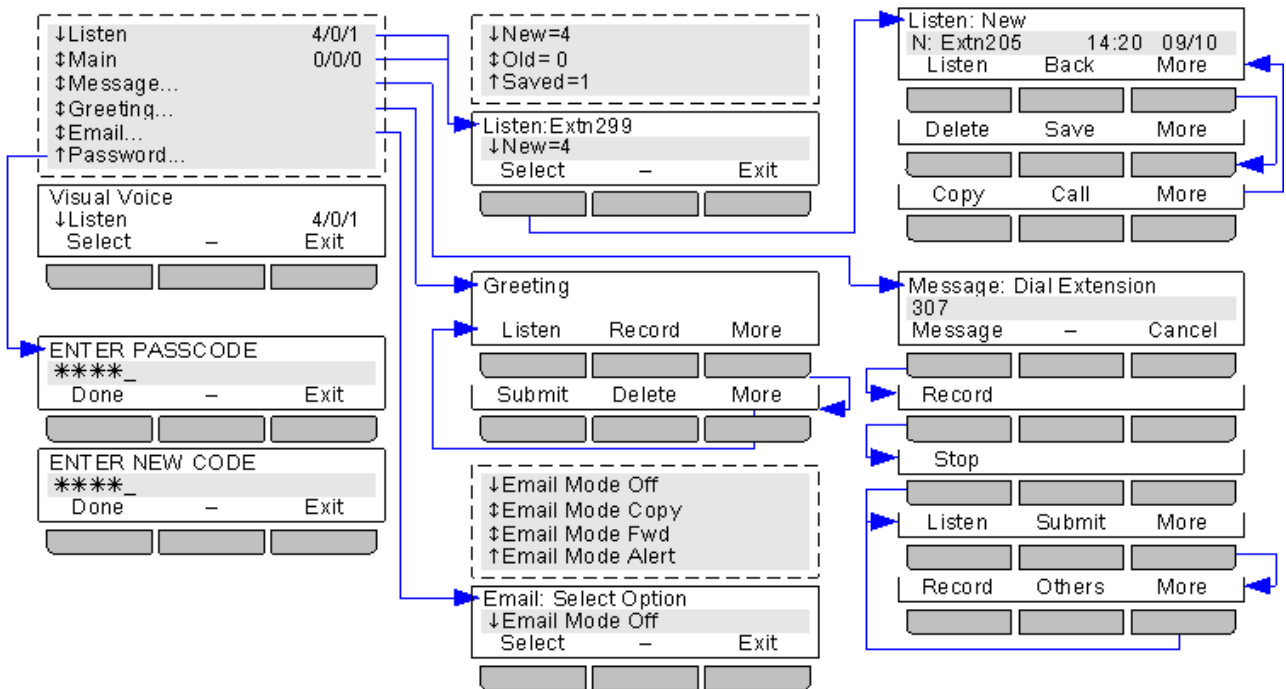 ↓Listen 4/0/1
↕Main 0/0/0
↕Message...
↕Greeting...
↕Email...
↑Password...
Visual Voice
↓Listen 4/0/1
Select – Exit
ENTER PASSCODE
****_
Done – Exit
ENTER NEW CODE
****_
Done – Exit
↓New=4
↕Old= 0
↑Saved=1
Listen:Extn299
↓New=4
Select – Exit
Greeting
Listen Record More
Submit Delete More
↓Email Mode Off
↕Email Mode Copy
↕Email Mode Fwd
↑Email Mode Alert
Email: Select Option
↓Email Mode Off
Select – Exit
Listen: New
N: Extn205 14:20 09/10
Listen Back More
Delete Save More
Copy Call More
Message: Dial Extension
307
Message – Cancel
Record
Stop
Listen Submit More
Record Others More